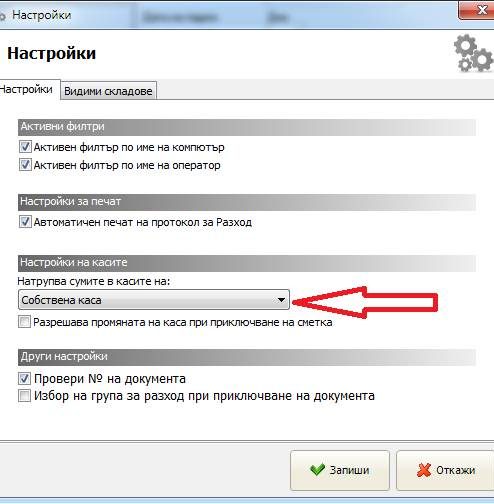 Настройки
Настройки
Настройки
Видими складове
Активни филтри
Активен филтър по име на компютър
Активен филтър по име на оператор
Настройки за печат
Автоматичен печат на протокол за Разход
Настройки на касите
Натрупва сумите в касите на:
Собствена каса
Разрешава промяната на каса при приключване на сметка
Други настройки
Провери № на документа
Избор на група за разход при приключване на документа
Запиши
Откажи